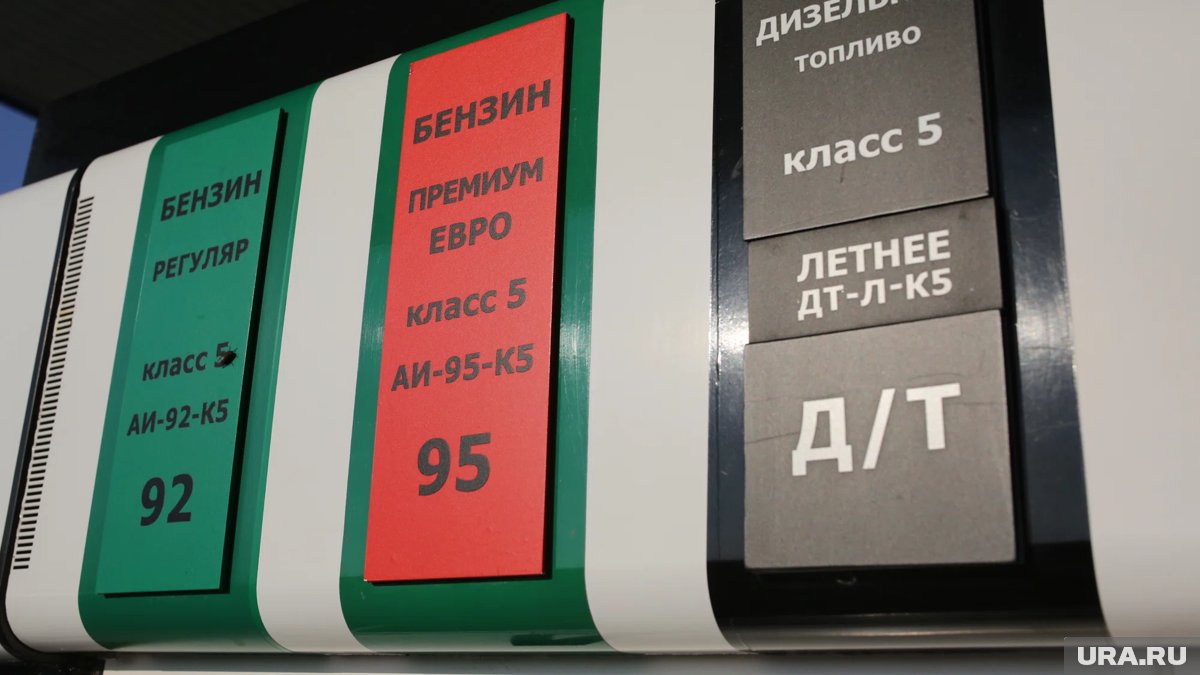 БЕНЗИН
РЕГУЛЯР
класс 5
АИ-92-К5
92
БЕНЗИН
ПРЕМИУМ
ЕВРО
класс 5
АИ-95-К5
95
ТОПЛИВО
класс 5
ЛЕТНЕЕ
ДТ-Л-К5
Д/Т
URA.RU